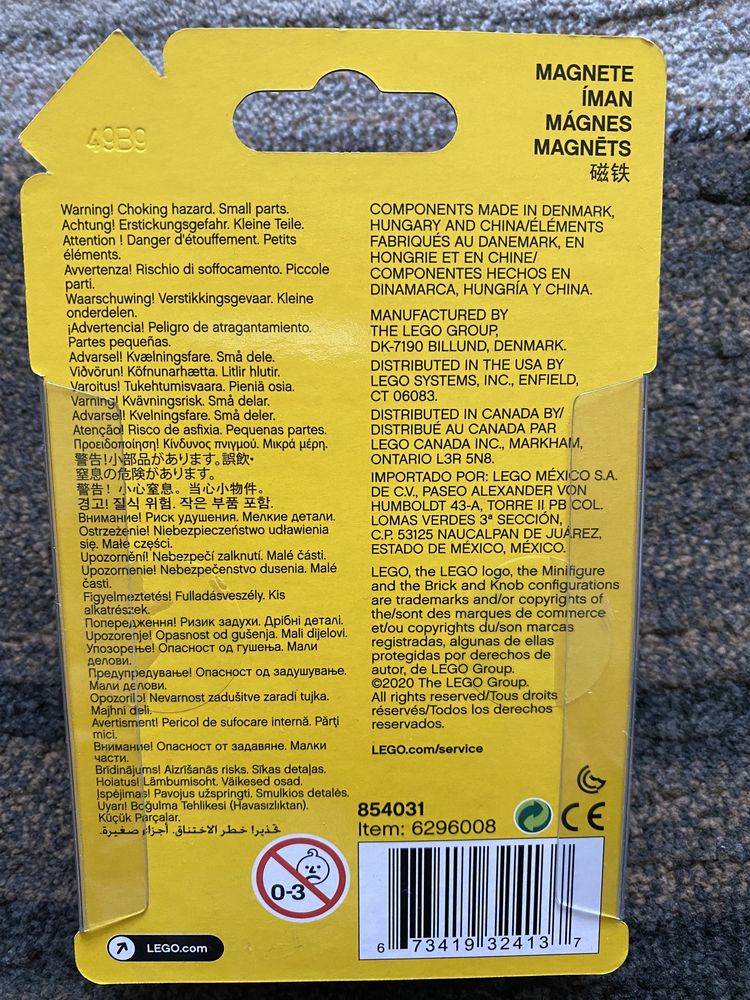 49B9
MAGNETE
ÍMAN
MÁGNES
MAGNĒTS
磁铁
Warning! Choking hazard. Small parts.
Achtung! Erstickungsgefahr. Kleine Teile.
Attention ! Danger d'étouffement. Petits
éléments.
Avvertenza! Rischio di soffocamento. Piccole
parti.
Waarschuwing! Verstikkingsgevaar. Kleine
onderdelen.
¡Advertencia! Peligro de atragantamiento.
Partes pequeñas.
Advarsel! Kvælningsfare. Små dele.
Viðvörun! Köfnunarhætta. Litlir hlutir.
Varoitus! Tukehtumisvaara. Pieniä osia.
Varning! Kvävningsrisk. Små delar.
Advarsel! Kvelningsfare. Små deler.
Atenção! Risco de asfixia. Pequenas partes.
Προειδοποίηση! Κίνδυνος πνιγμού. Μικρά μέρη.
警告!小部品があります。誤飲・
窒息の危険があります。
警告！小心窒息。当心小物件。
경고! 질식 위험. 작은 부품 포함.
Внимание! Риск удушения. Мелкие детали.
Ostrzeżenie! Niebezpieczeństwo udławienia
się. Małe części.
Upozornění! Nebezpečí zalknutí. Malé části.
Upozornenie! Nebezpečenstvo dusenia. Malé
časti.
Figyelmeztetés! Fulladásveszély. Kis
alkatrészek.
Попередження! Ризик задухи. Дрібні деталі.
Upozorenje! Opasnost od gušenja. Mali dijelovi.
Упозорење! Опасност од гушења. Мали
делови.
Предупредување! Опасност од задушување.
Мали делови.
Opozorilo! Nevarnost zadušitve zaradi tujka.
Majhni deli.
Avertisment! Pericol de sufocare internă. Părţi
mici.
Внимание! Опасност от задавяне. Малки
части.
Brīdinājums! Aizrīšanās risks. Sīkas detaļas.
Hoiatus! Lämbumisoht. Väikesed osad.
Įspėjimas! Pavojus užspringti. Smulkios detalės.
Uyarı! Boğulma Tehlikesi (Havasızlıktan).
Küçük Parçalar.
تحذير! خطر الاختناق. أجزاء صغيرة.
0-3
LEGO.com
COMPONENTS MADE IN DENMARK,
HUNGARY AND CHINA/ÉLÉMENTS
FABRIQUÉS AU DANEMARK, EN
HONGRIE ET EN CHINE/
COMPONENTES HECHOS EN
DINAMARCA, HUNGRÍA Y CHINA.
MANUFACTURED BY
THE LEGO GROUP,
DK-7190 BILLUND, DENMARK.
DISTRIBUTED IN THE USA BY
LEGO SYSTEMS, INC., ENFIELD,
CT 06083.
DISTRIBUTED IN CANADA BY/
DISTRIBUÉ AU CANADA PAR
LEGO CANADA INC., MARKHAM,
ONTARIO L3R 5N8.
IMPORTADO POR: LEGO MÉXICO S.A.
DE C.V., PASEO ALEXANDER VON
HUMBOLDT 43-A, TORRE II PB COL.
LOMAS VERDES 3ª SECCIÓN,
C.P. 53125 NAUCALPAN DE JUÁREZ,
ESTADO DE MÉXICO, MÉXICO.
LEGO, the LEGO logo, the Minifigure
and the Brick and Knob configurations
are trademarks and/or copyrights of
the/sont des marques de commerce
et/ou copyrights du/son marcas
registradas, algunas de ellas
protegidas por derechos de
autor, de LEGO Group.
©2020 The LEGO Group.
All rights reserved/Tous droits
réservés/Todos los derechos
reservados.
LEGO.com/service
854031
Item: 6296008
CE
6 73419 32413 7